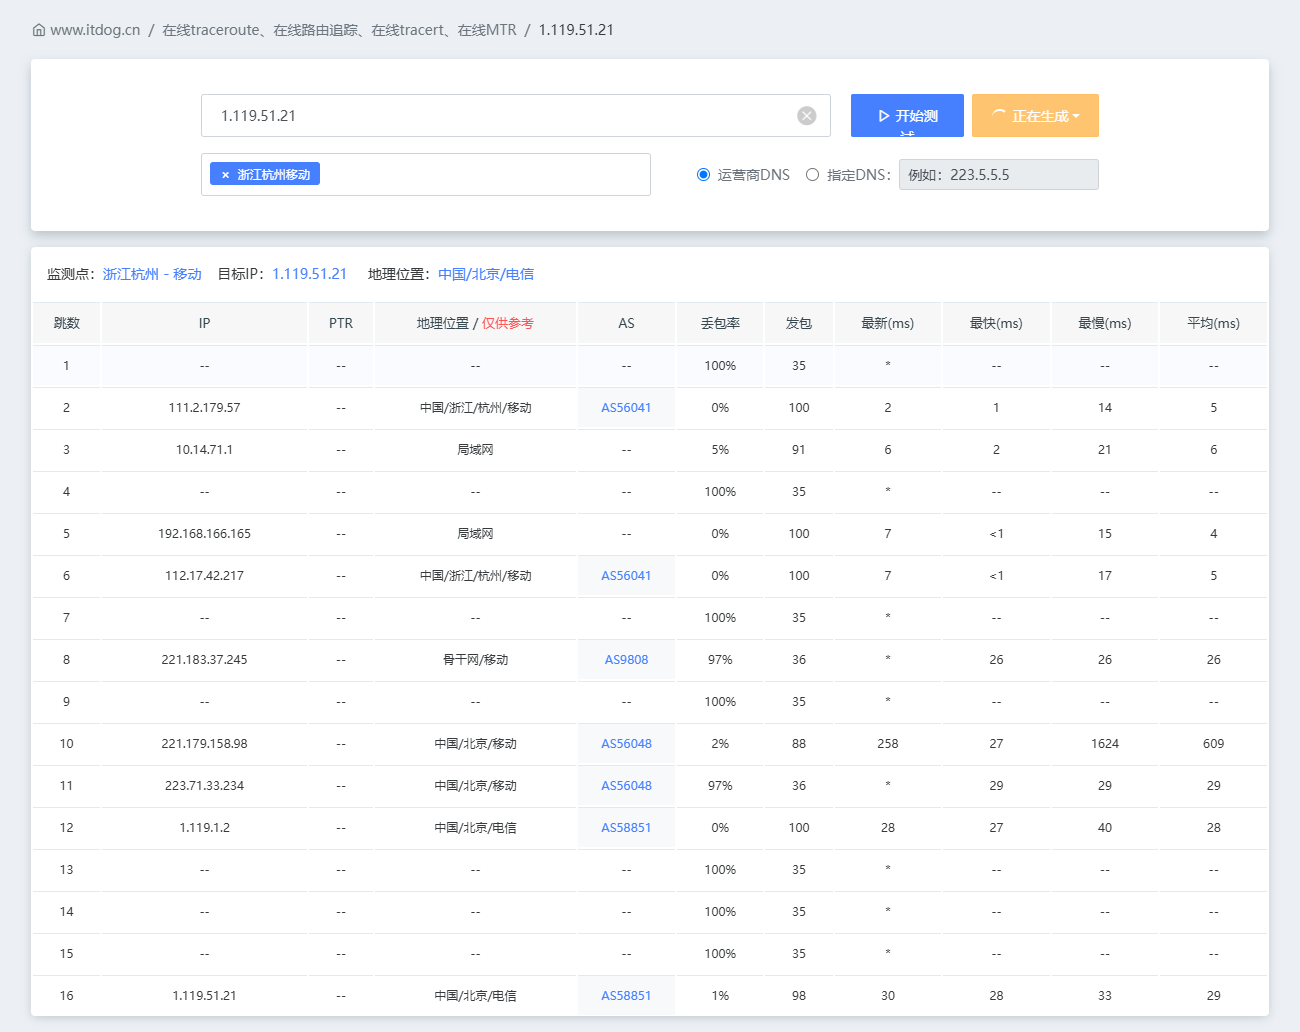 www.itdog.cn / 在线traceroute、在线路由追踪、在线tracert、在线MTR / 1.119.51.21
1.119.51.21 开始测试 正在生成
× 浙江杭州移动 运营商DNS 指定DNS： 例如：223.5.5.5
监测点：浙江杭州 - 移动 目标IP：1.119.51.21 地理位置：中国/北京/电信
跳数 IP PTR 地理位置 / 仅供参考 AS 丢包率 发包 最新(ms) 最快(ms) 最慢(ms) 平均(ms)
1 -- -- -- -- 100% 35 * -- -- --
2 111.2.179.57 -- 中国/浙江/杭州/移动 AS56041 0% 100 2 1 14 5
3 10.14.71.1 -- 局域网 -- 5% 91 6 2 21 6
4 -- -- -- -- 100% 35 * -- -- --
5 192.168.166.165 -- 局域网 -- 0% 100 7 <1 15 4
6 112.17.42.217 -- 中国/浙江/杭州/移动 AS56041 0% 100 7 <1 17 5
7 -- -- -- -- 100% 35 * -- -- --
8 221.183.37.245 -- 骨干网/移动 AS9808 97% 36 * 26 26 26
9 -- -- -- -- 100% 35 * -- -- --
10 221.179.158.98 -- 中国/北京/移动 AS56048 2% 88 258 27 1624 609
11 223.71.33.234 -- 中国/北京/移动 AS56048 97% 36 * 29 29 29
12 1.119.1.2 -- 中国/北京/电信 AS58851 0% 100 28 27 40 28
13 -- -- -- -- 100% 35 * -- -- --
14 -- -- -- -- 100% 35 * -- -- --
15 -- -- -- -- 100% 35 * -- -- --
16 1.119.51.21 -- 中国/北京/电信 AS58851 1% 98 30 28 33 29